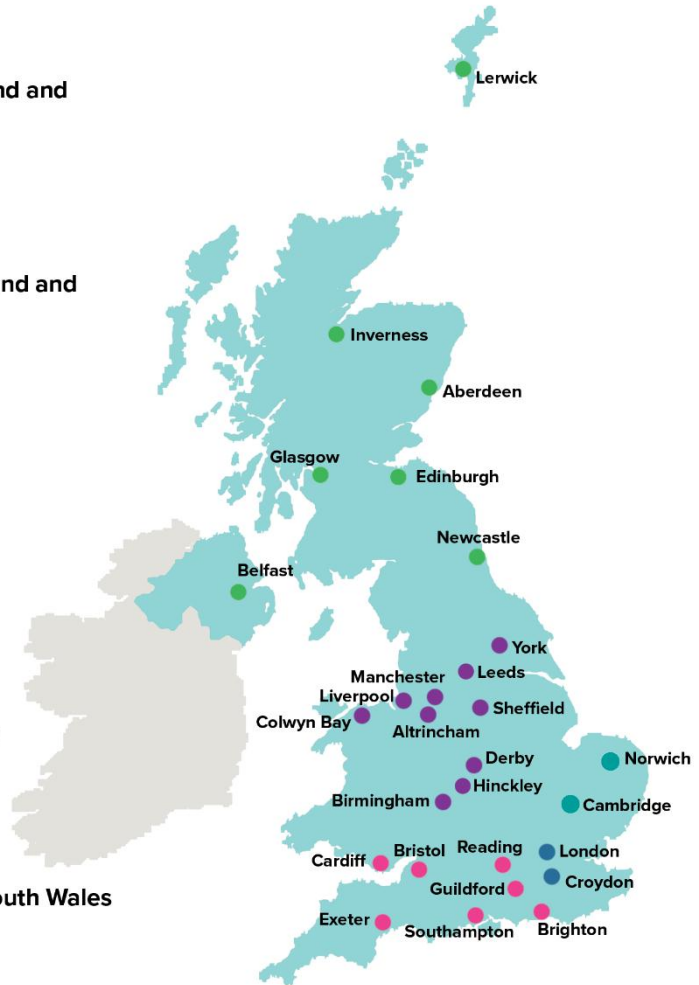 Lerwick
nd and
nd and
Inverness
Aberdeen
Glasgow
Edinburgh
Newcastle
Belfast
York
Leeds
Manchester
Liverpool
Sheffield
Colwyn Bay
Altrincham
Derby
Norwich
Hinckley
Birmingham
Cambridge
Cardiff
Bristol
Reading
London
Guildford
Croydon
outh Wales
Exeter
Southampton
Brighton